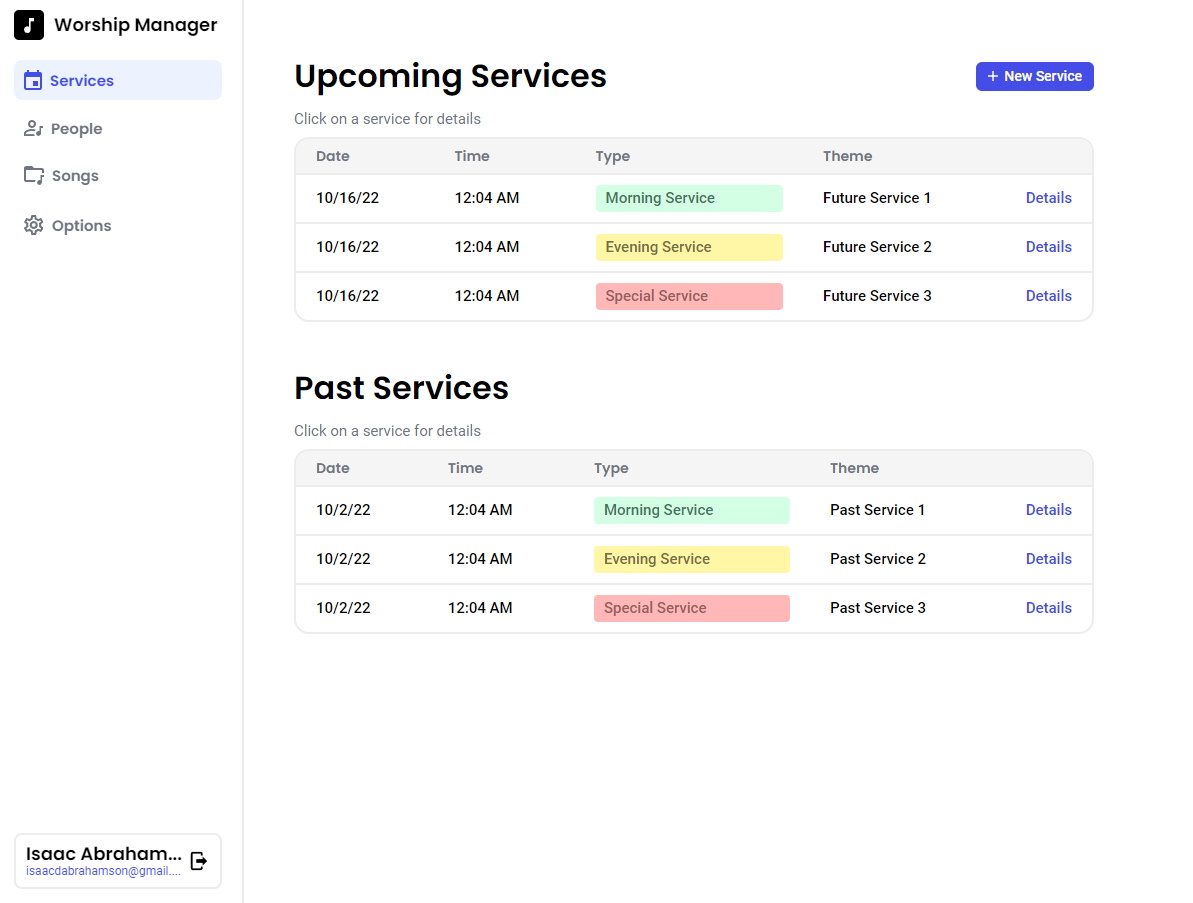 Worship Manager
Services
People
Songs
Options
Isaac Abraham...
isaacdabrahamson@gmail....
Upcoming Services
+ New Service
Click on a service for details
Date Time Type Theme
10/16/22 12:04 AM Morning Service Future Service 1 Details
10/16/22 12:04 AM Evening Service Future Service 2 Details
10/16/22 12:04 AM Special Service Future Service 3 Details
Past Services
Click on a service for details
Date Time Type Theme
10/2/22 12:04 AM Morning Service Past Service 1 Details
10/2/22 12:04 AM Evening Service Past Service 2 Details
10/2/22 12:04 AM Special Service Past Service 3 Details